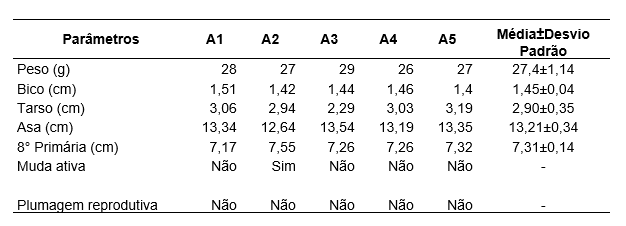 Parâmetros A1 A2 A3 A4 A5 Média±Desvio Padrão
Peso (g) 28 27 29 26 27 27,4±1,14
Bico (cm) 1,51 1,42 1,44 1,46 1,4 1,45±0,04
Tarso (cm) 3,06 2,94 2,29 3,03 3,19 2,90±0,35
Asa (cm) 13,34 12,64 13,54 13,19 13,35 13,21±0,34
8° Primária (cm) 7,17 7,55 7,26 7,26 7,32 7,31±0,14
Muda ativa Não Sim Não Não Não -
Plumagem reprodutiva Não Não Não Não Não -